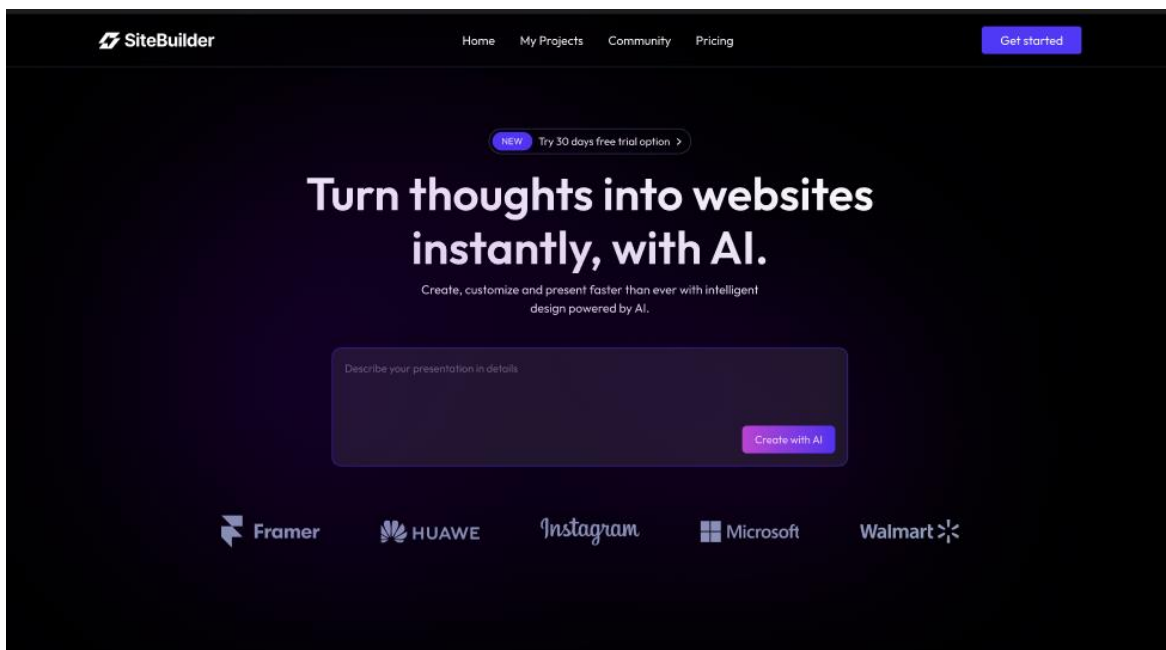 SiteBuilder
Home My Projects Community Pricing
Get started
NEW Try 30 days free trial option >
Turn thoughts into websites
instantly, with AI.
Create, customize and present faster than ever with intelligent
design powered by AI.
Describe your presentation in details
Create with AI
Framer HUAWE Instagram Microsoft Walmart